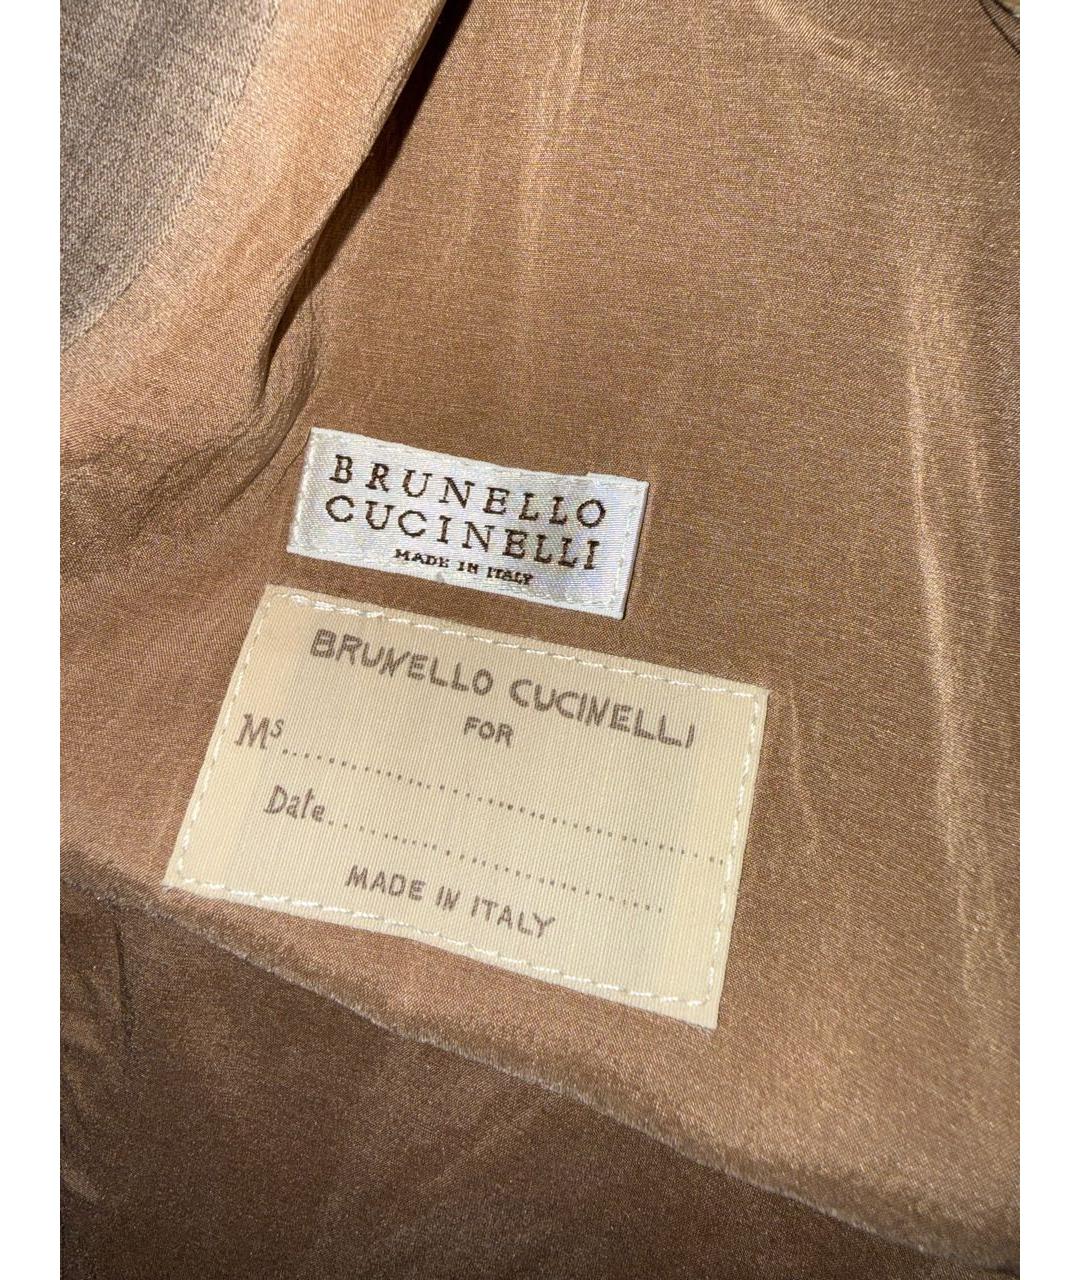 BRUNELLO
CUCINELLI
MADE IN ITALY
BRUNELLO CUCINELLI
FOR
Ms..............................................
Date........................................
MADE IN ITALY